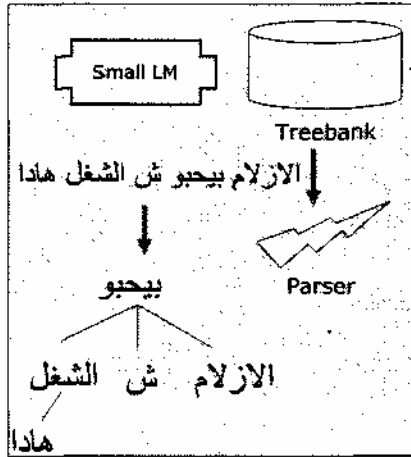 Small LM
Treebank
الازلام بيحبو ش الشغل هادا
Parser
بيحبو
الازلام ش الشغل
هادا